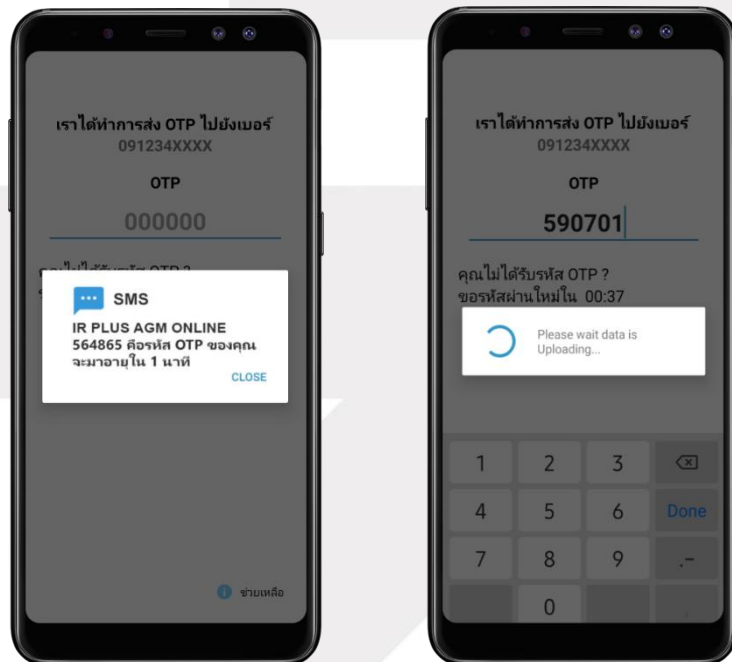 เราได้ทำการส่ง OTP ไปยังเบอร์
091234XXXX
OTP
000000
SMS
IR PLUS AGM ONLINE
564865 คือรหัส OTP ของคุณ
จะมาอายุใน 1 นาที
CLOSE
ช่วยเหลือ
เราได้ทำการส่ง OTP ไปยังเบอร์
091234XXXX
OTP
590701
คุณไม่ได้รับรหัส OTP ?
ขอรหัสผ่านใหม่ใน 00:37
Please wait data is
Uploading...
1 2 3
4 5 6 Done
7 8 9 .-
0 ,